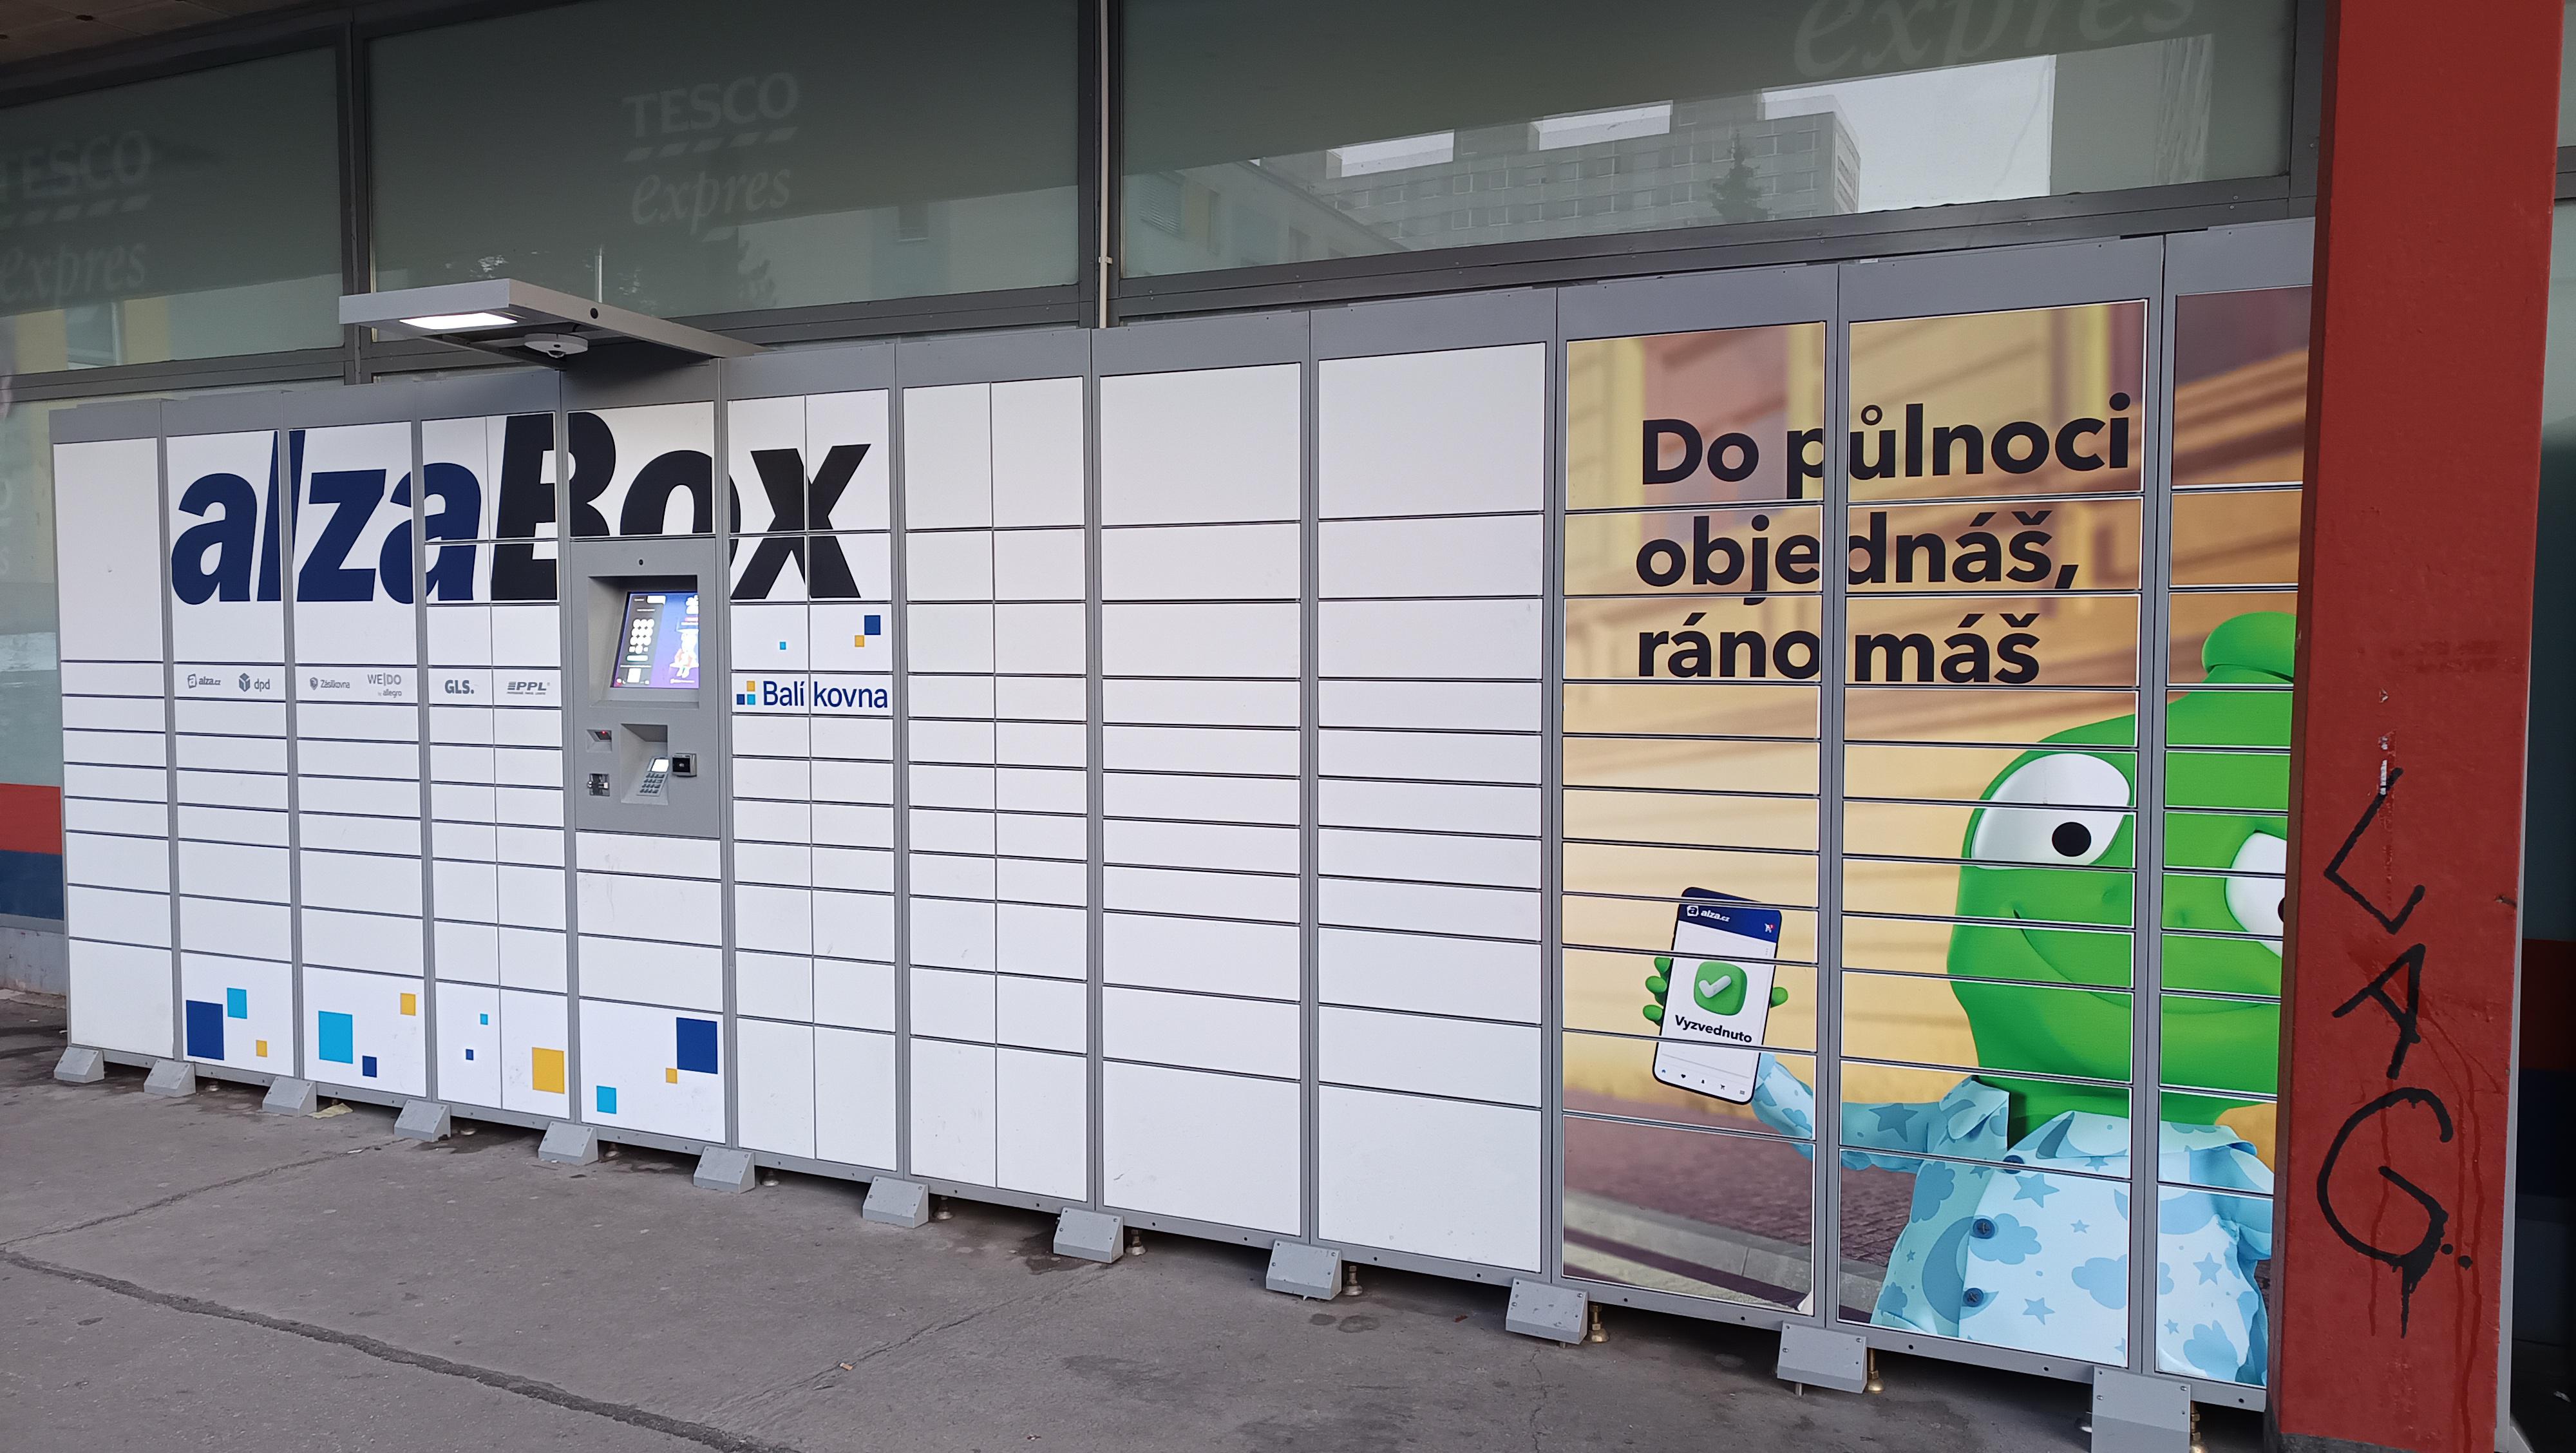 TESCO
expres
TESCO
expres
expres
alzaBox
alza.cz
dpd
Zásilkovna
WE|DO
by allegro
GLS.
PPL
Balíkovna
Do půlnoci
objednáš,
ráno máš
alza.cz
Vyzvednuto
LAG